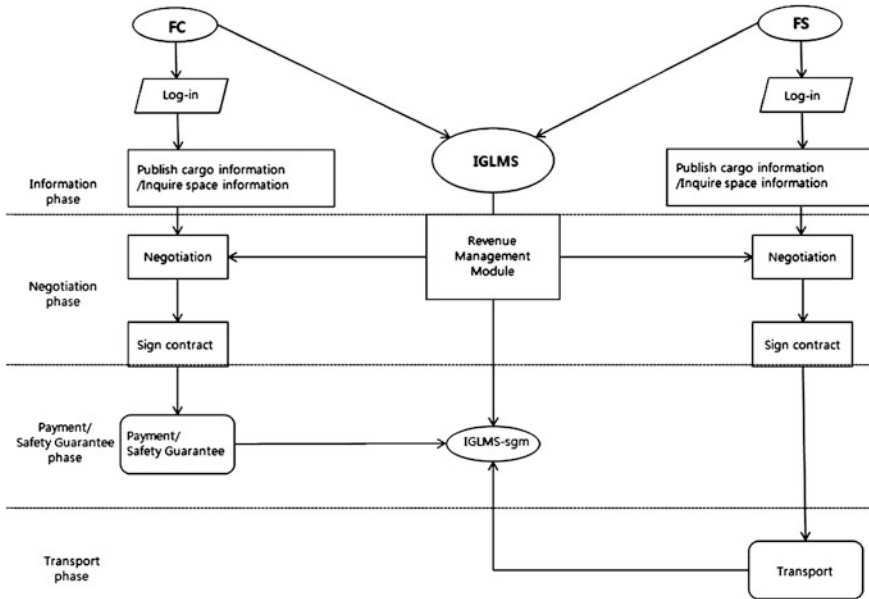 FC
FS
Log-in
Log-in
IGLMS
Publish cargo information
/Inquire space information
Publish cargo information
/Inquire space information
Information
phase
Revenue
Management
Module
Negotiation
Negotiation
Negotiation
phase
Sign contract
Sign contract
Payment/
Safety Guarantee
phase
Payment/
Safety Guarantee
IGLMS-sgm
Transport
phase
Transport